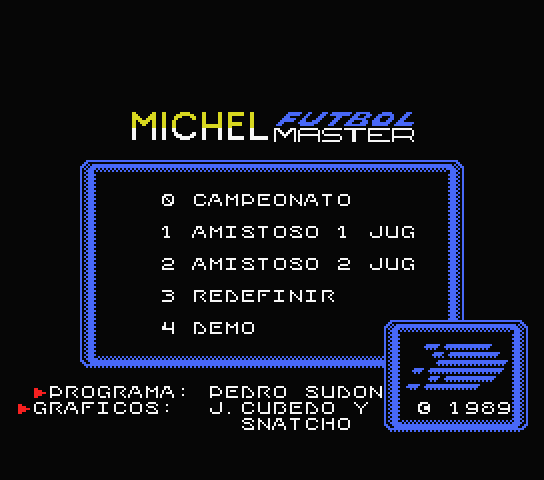 MICHEL FUTBOL
MASTER
0 CAMPEONATO
1 AMISTOSO 1 JUG
2 AMISTOSO 2 JUG
3 REDEFINIR
4 DEMO
PROGRAMA: PEDRO SUDON
GRAFICOS: J.CUBEDO Y
SNATCHO
© 1989